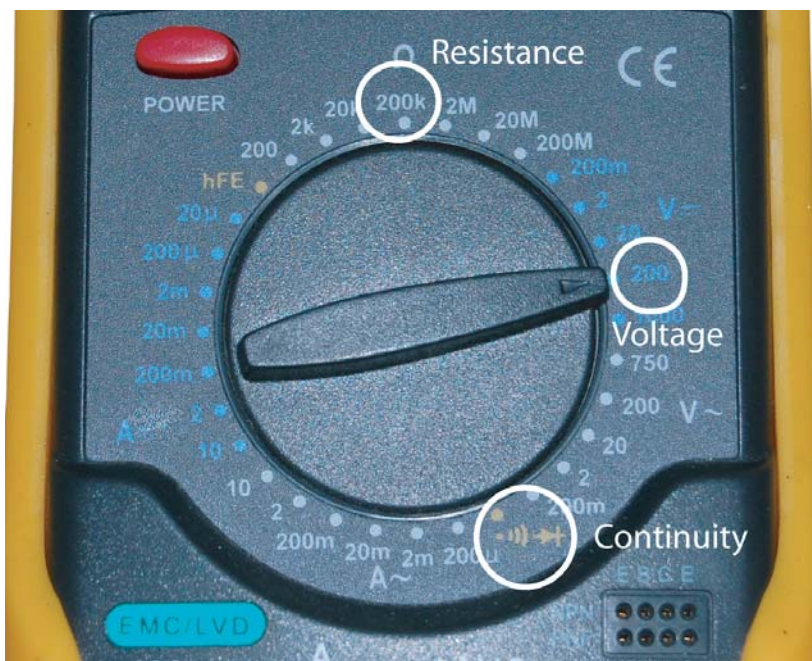 Ω Resistance
CE
POWER
200
2k
20k
200k
2M
20M
200M
200m
2
20
200
1000
V
Voltage
750
200
20
2
200m
V~
Continuity
200µ
2m
20m
200m
2
10
A~
10
2
200m
20m
2m
200µ
20µ
A
hFE
E B C E
EMC/LVD
A